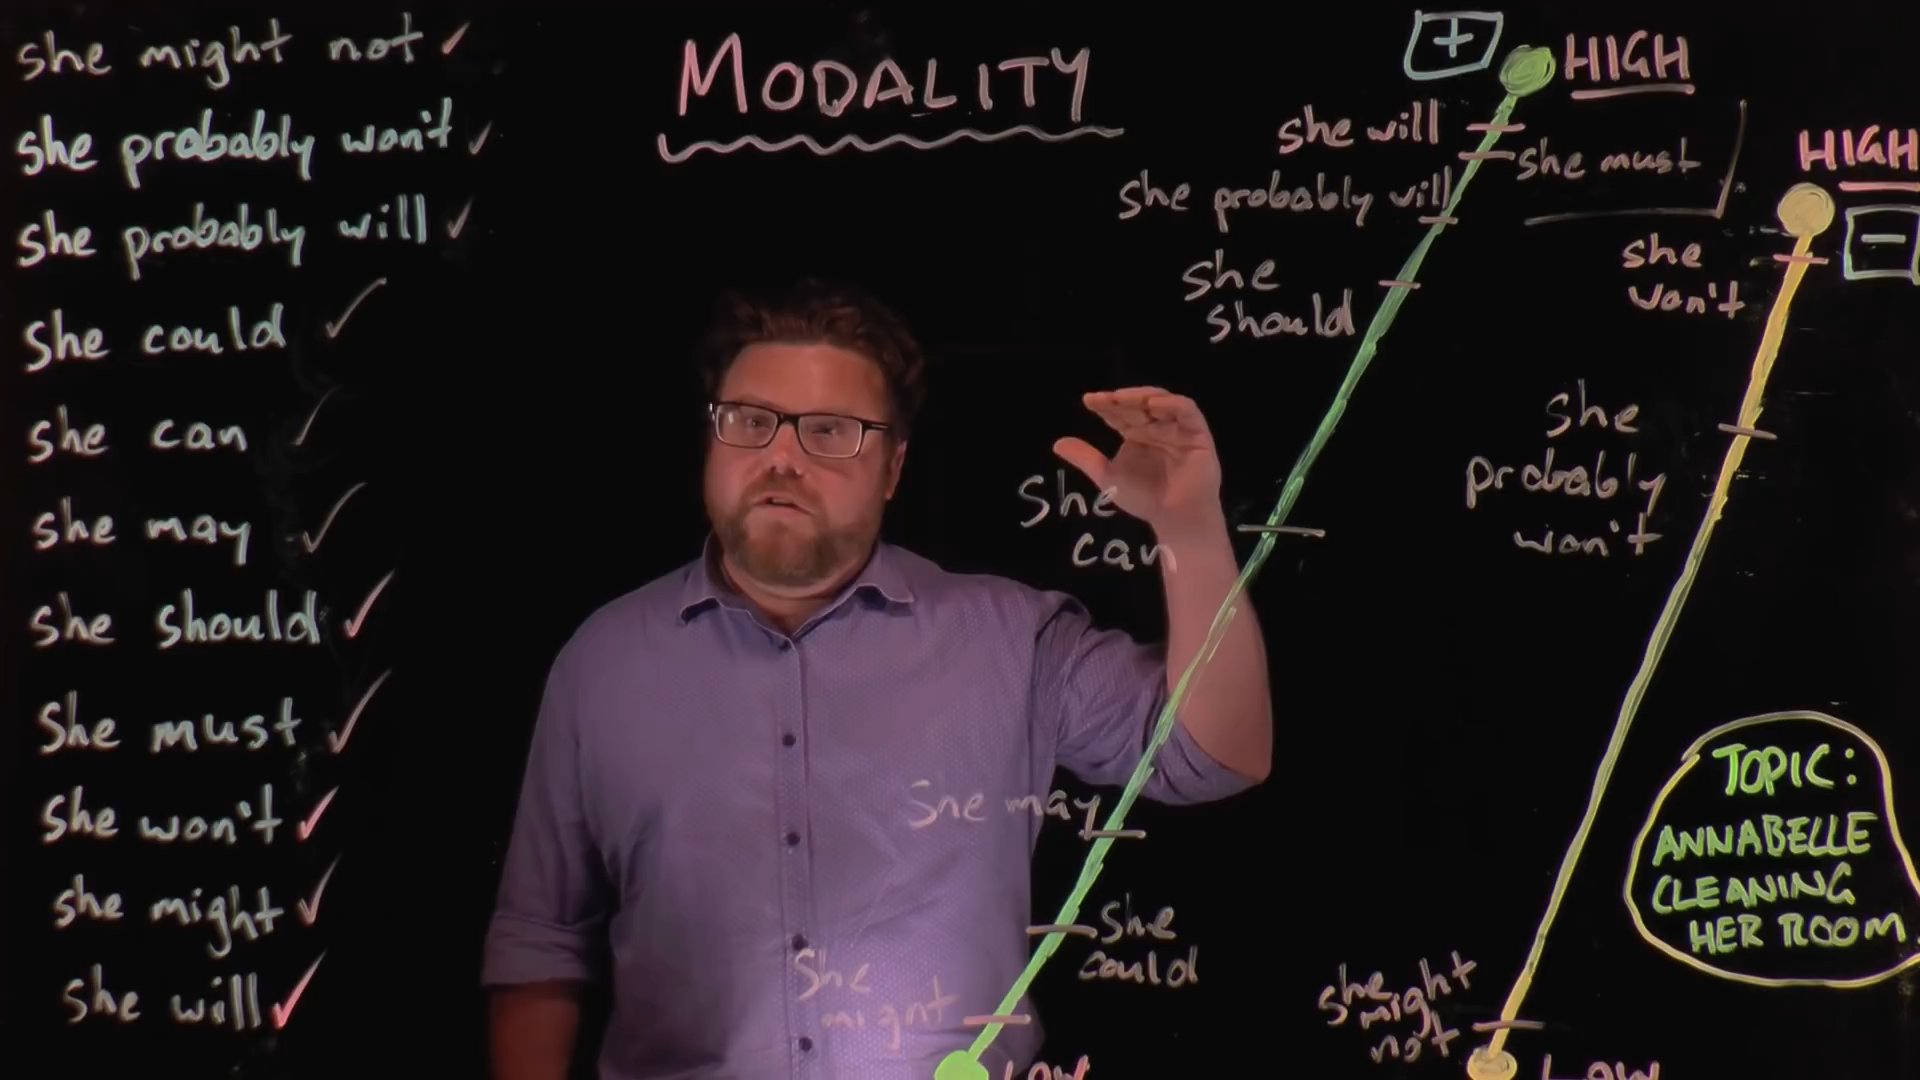 she might not
she probably won't
she probably will
she could
she can
she may
she should
she must
she won't
she might
she will
MODALITY
+
HIGH
she will
she must
she probably will
she
should
she
can
she may
she
could
she
might
LOW
HIGH
-
she
won't
she
probably
won't
she
might
not
LOW
TOPIC:
ANNABELLE
CLEANING
HER ROOM